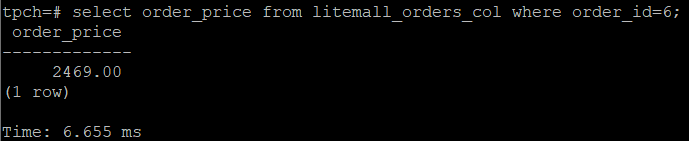 tpch=# select order_price from litemall_orders_col where order_id=6;
 order_price
-------------
     2469.00
(1 row)

Time: 6.655 ms